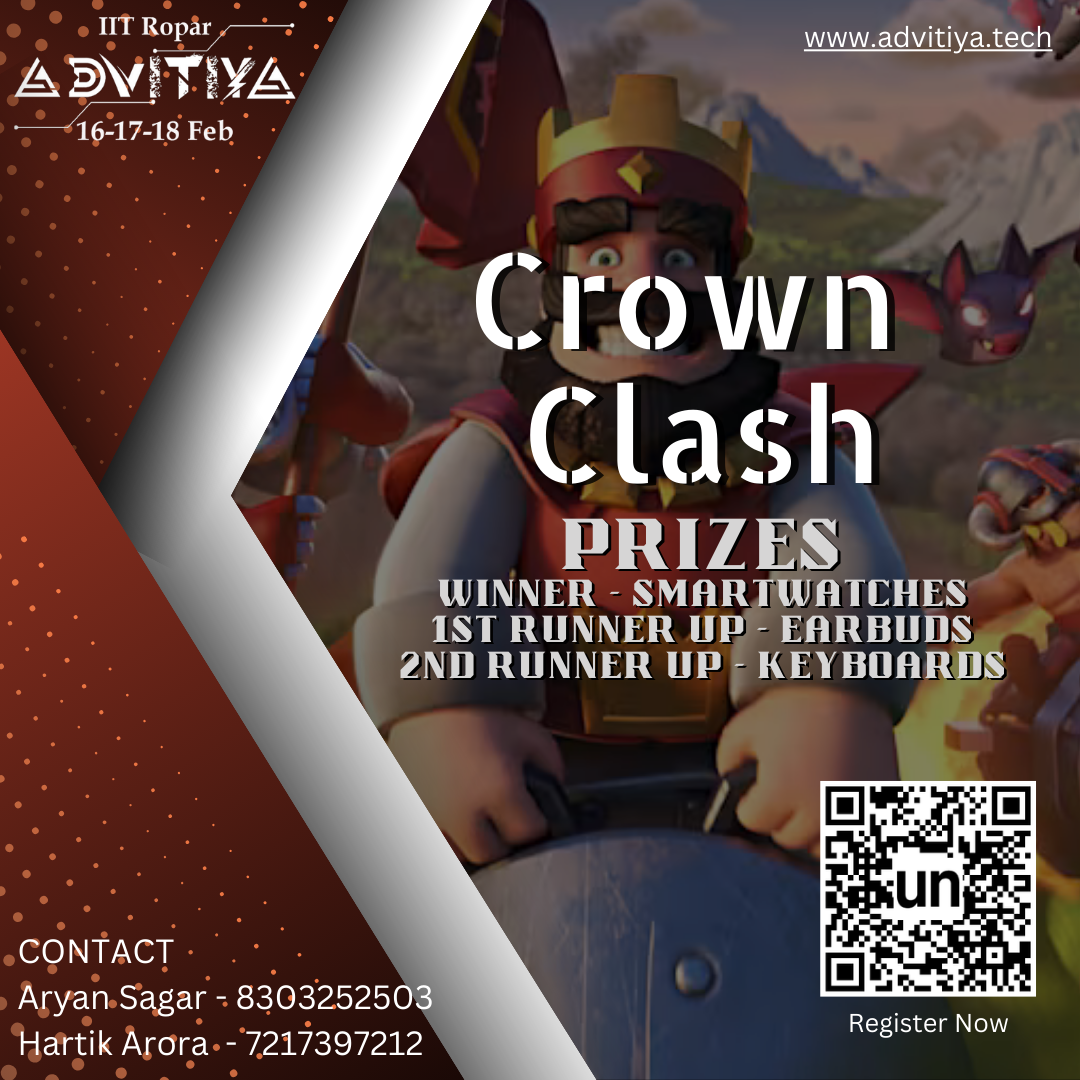 IIT Ropar
ADVITIYA
16-17-18 Feb
www.advitiya.tech
Crown
Clash
PRIZES
WINNER - SMARTWATCHES
1ST RUNNER UP - EARBUDS
2ND RUNNER UP - KEYBOARDS
un
Register Now
CONTACT
Aryan Sagar - 8303252503
Hartik Arora - 7217397212